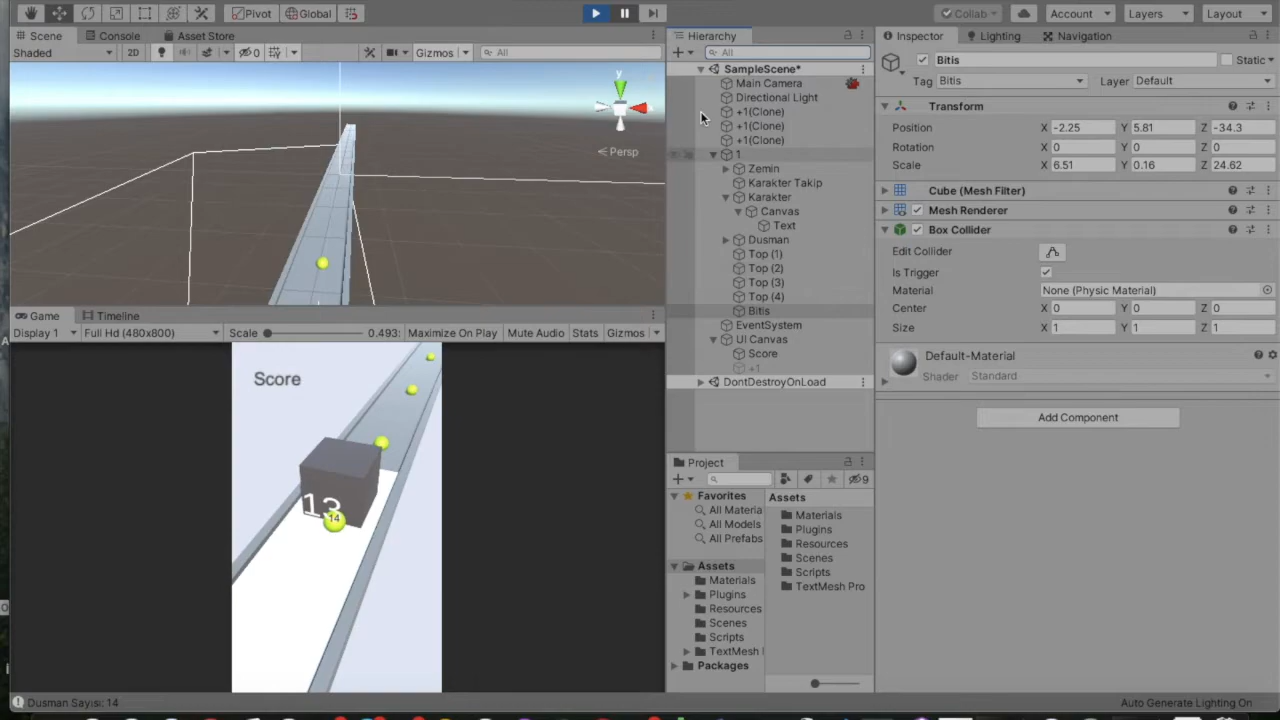 Pivot
Global
Collab
Account
Layers
Layout
Scene
Console
Asset Store
Shaded
2D
0
Gizmos
All
y
x
Persp
Hierarchy
All
SampleScene*
Main Camera
Directional Light
+1(Clone)
+1(Clone)
+1(Clone)
1
Zemin
Karakter Takip
Karakter
Canvas
Text
Dusman
Top (1)
Top (2)
Top (3)
Top (4)
Bitis
EventSystem
UI Canvas
Score
+1
DontDestroyOnLoad
Inspector
Lighting
Navigation
Bitis
Static
Tag Bitis
Layer Default
Transform
Position X -2.25 Y 5.81 Z -34.3
Rotation X 0 Y 0 Z 0
Scale X 6.51 Y 0.16 Z 24.62
Cube (Mesh Filter)
Mesh Renderer
Box Collider
Edit Collider
Is Trigger
Material None (Physic Material)
Center X 0 Y 0 Z 0
Size X 1 Y 1 Z 1
Default-Material
Shader Standard
Add Component
Game
Timeline
Display 1
Full Hd (480x800)
Scale
0.493:
Maximize On Play
Mute Audio
Stats
Gizmos
Score
13
14
Project
9
Favorites
All Materia
All Models
All Prefabs
Assets
Materials
Plugins
Resources
Scenes
Scripts
TextMesh
Packages
Assets
Materials
Plugins
Resources
Scenes
Scripts
TextMesh Pro
Dusman Sayısı: 14
Auto Generate Lighting On